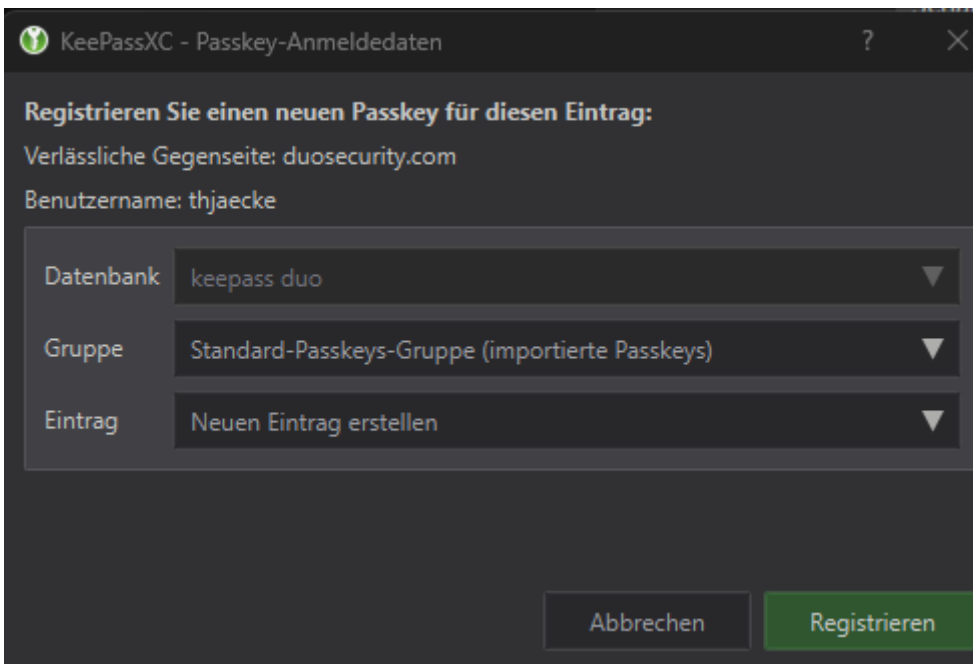 KeePassXC - Passkey-Anmeldedaten ?
Registrieren Sie einen neuen Passkey für diesen Eintrag:
Verlässliche Gegenseite: duosecurity.com
Benutzername: thjaecke
Datenbank keepass duo
Gruppe Standard-Passkeys-Gruppe (importierte Passkeys)
Eintrag Neuen Eintrag erstellen
Abbrechen Registrieren